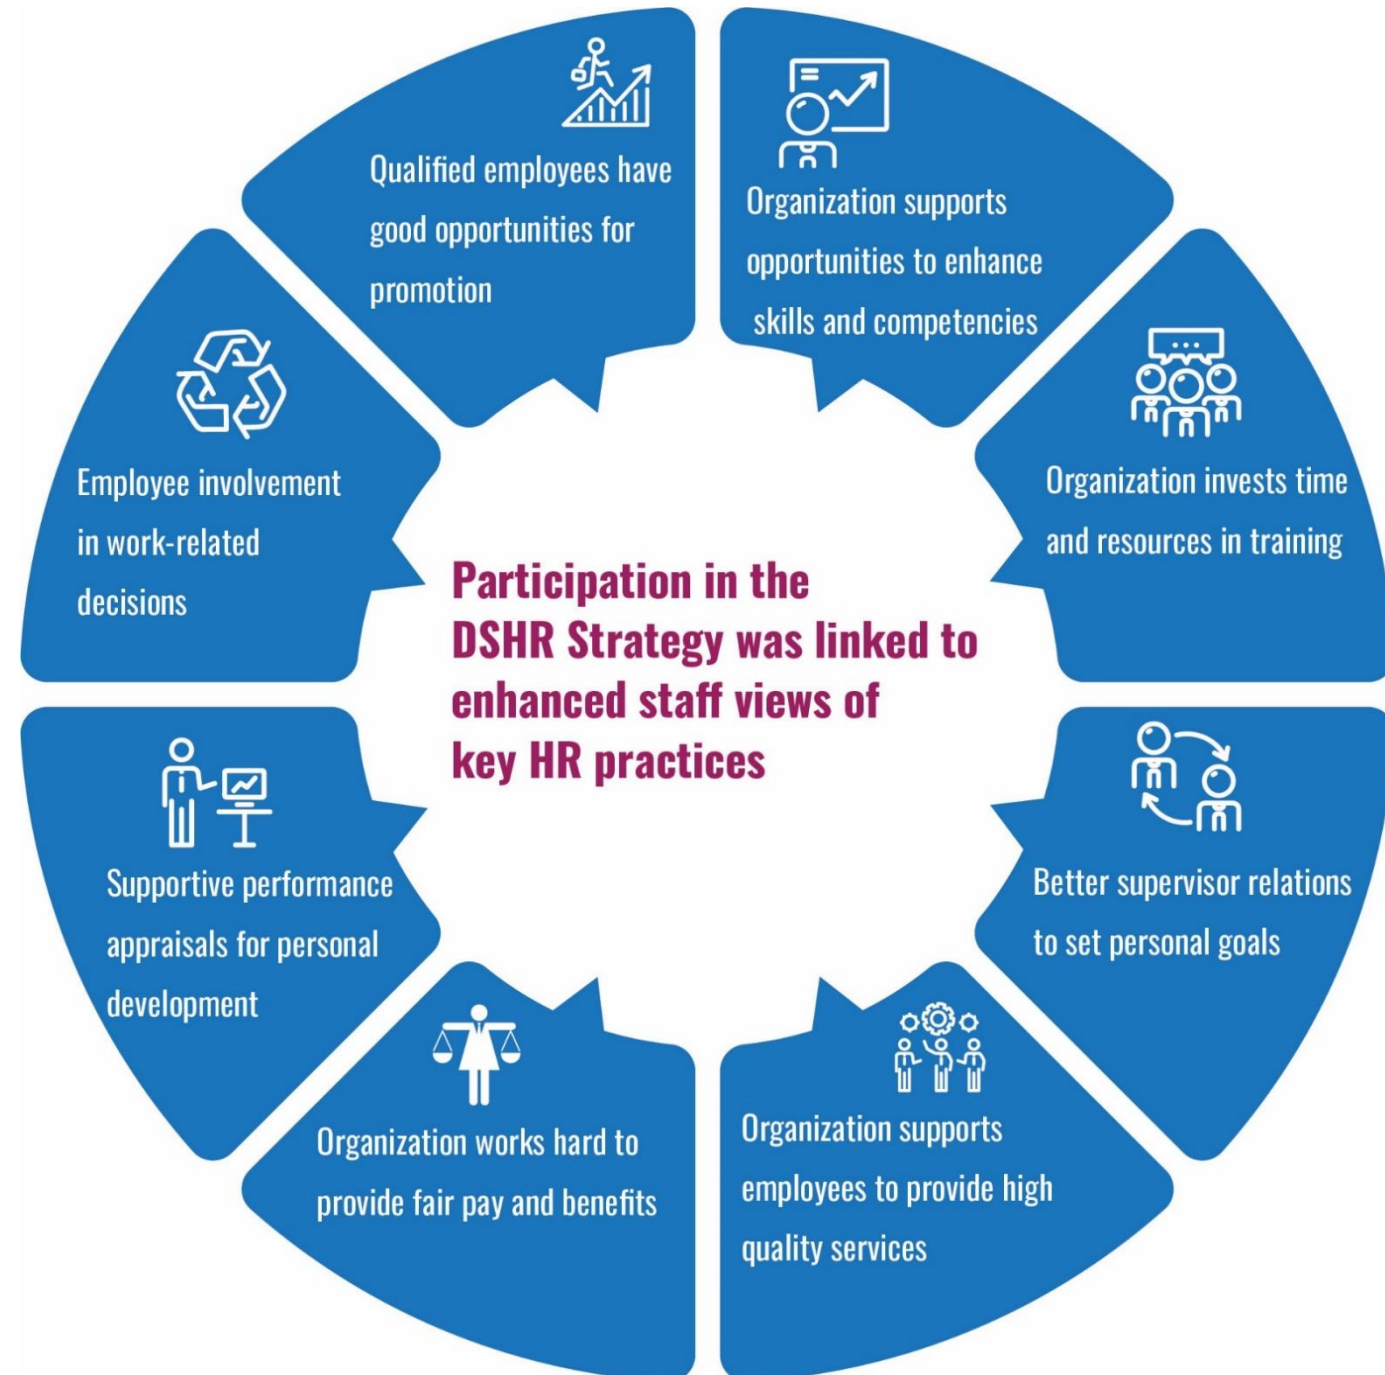 Qualified employees have
good opportunities for
promotion
Organization supports
opportunities to enhance
skills and competencies
Organization invests time
and resources in training
Better supervisor relations
to set personal goals
Organization supports
employees to provide high
quality services
Organization works hard to
provide fair pay and benefits
Supportive performance
appraisals for personal
development
Employee involvement
in work-related
decisions
Participation in the
DSHR Strategy was linked to
enhanced staff views of
key HR practices